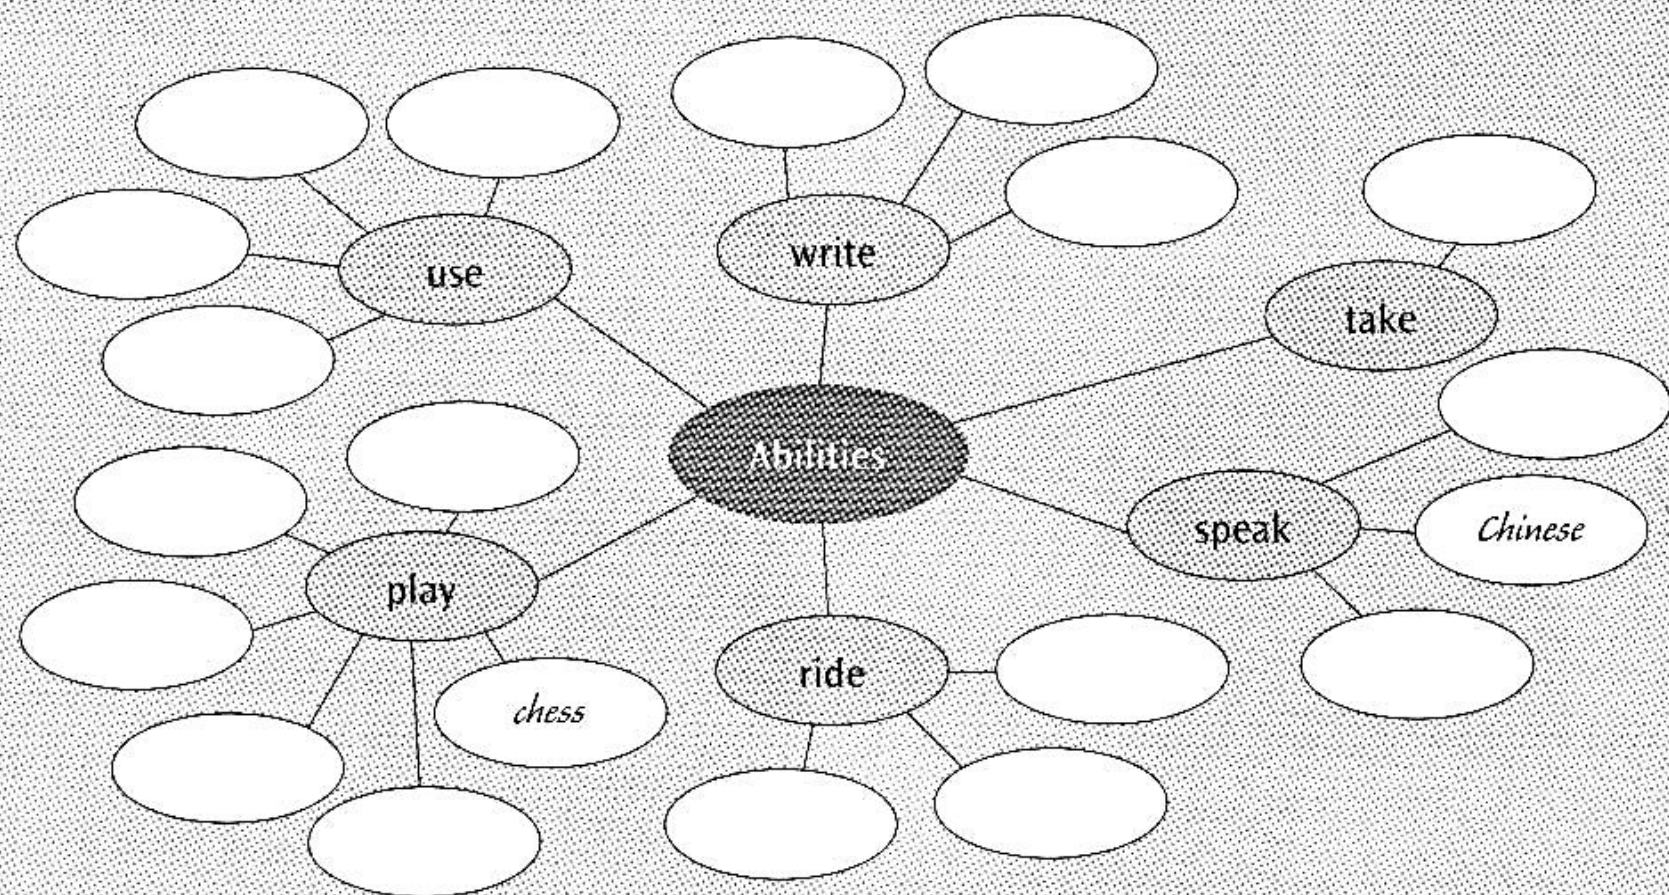 write
use
take
Abilities
speak
Chinese
play
ride
chess